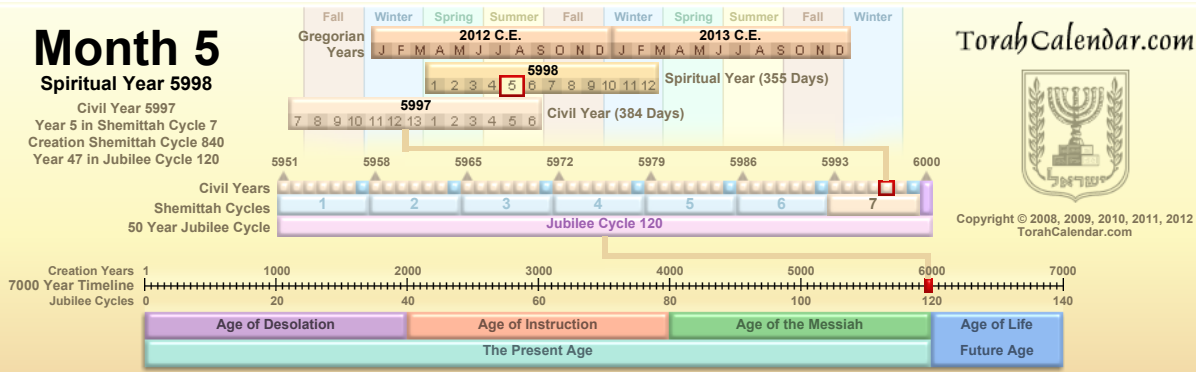 Month 5
Spiritual Year 5998
Civil Year 5997
Year 5 in Shemittah Cycle 7
Creation Shemittah Cycle 840
Year 47 in Jubilee Cycle 120
Fall Winter Spring Summer Fall Winter Spring Summer Fall Winter
Gregorian Years
2012 C.E. 2013 C.E.
J F M A M J J A S O N D J F M A M J J A S O N D
5998
1 2 3 4 5 6 7 8 9 10 11 12
Spiritual Year (355 Days)
5997
7 8 9 10 11 12 13 1 2 3 4 5 6
Civil Year (384 Days)
5951 5958 5965 5972 5979 5986 5993 6000
Civil Years
Shemittah Cycles 1 2 3 4 5 6 7
50 Year Jubilee Cycle Jubilee Cycle 120
Creation Years 1 1000 2000 3000 4000 5000 6000 7000
7000 Year Timeline
Jubilee Cycles 0 20 40 60 80 100 120 140
Age of Desolation Age of Instruction Age of the Messiah Age of Life
The Present Age Future Age
TorahCalendar.com
ישראל
Copyright © 2008, 2009, 2010, 2011, 2012
TorahCalendar.com